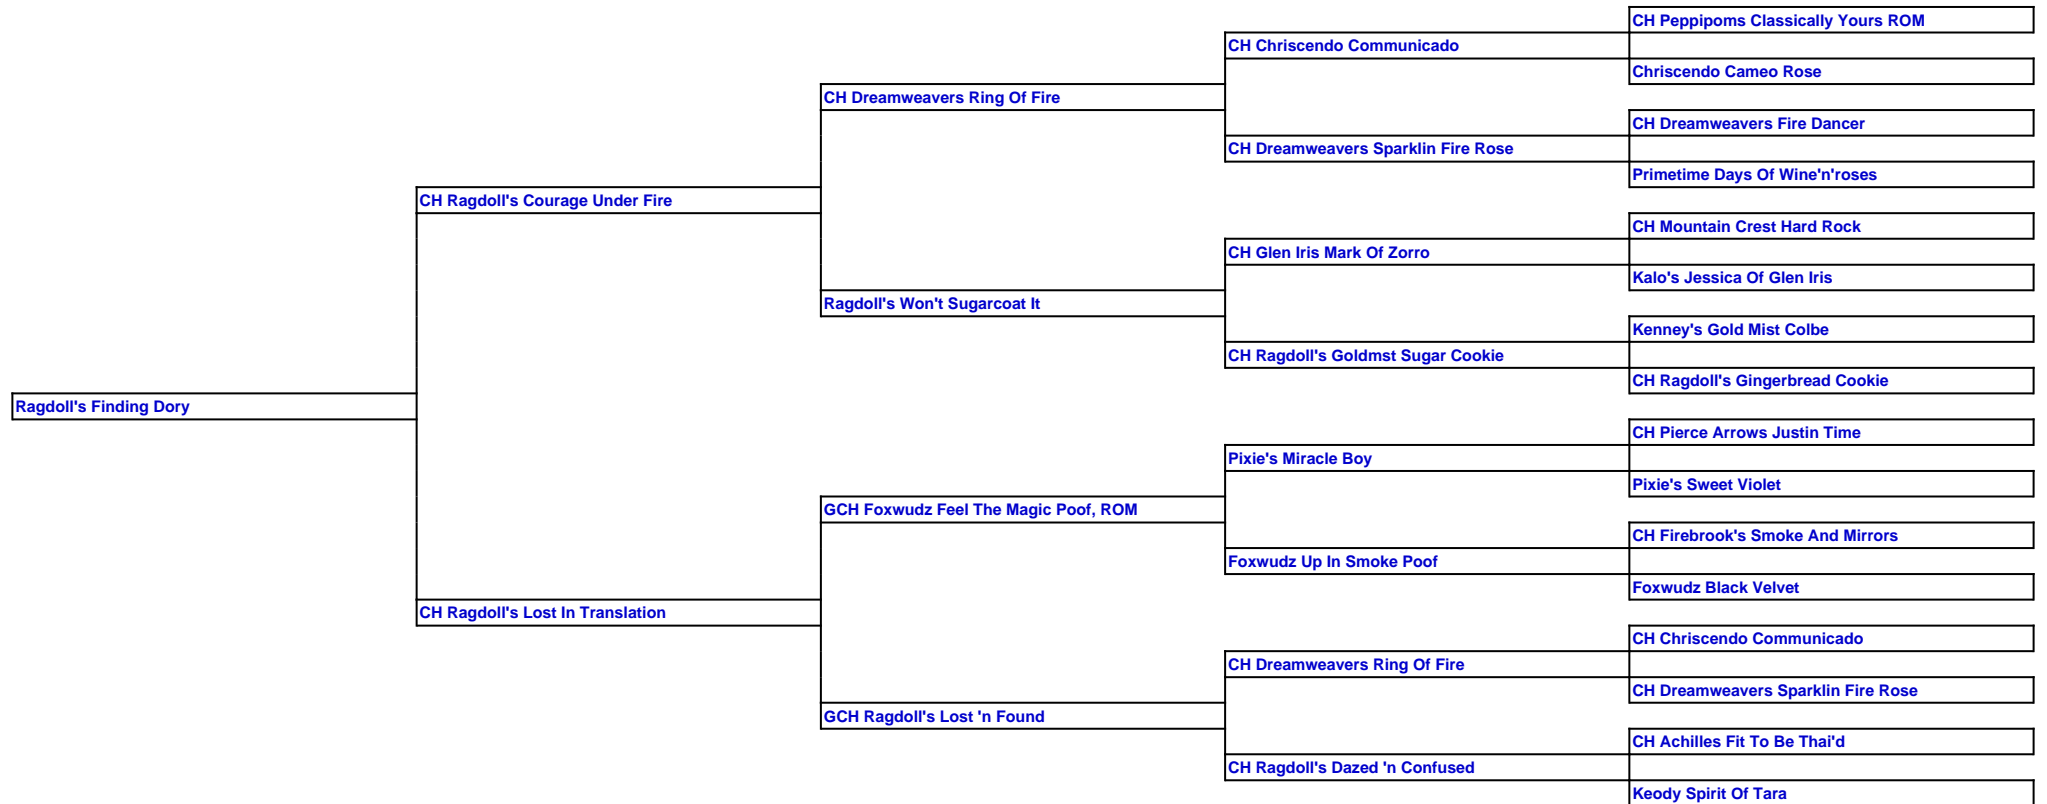 CH Peppipoms Classically Yours ROM
CH Chriscendo Communicado
Chriscendo Cameo Rose
CH Dreamweavers Ring Of Fire
CH Dreamweavers Fire Dancer
CH Dreamweavers Sparklin Fire Rose
Primetime Days Of Wine'n'roses
CH Ragdoll's Courage Under Fire
CH Mountain Crest Hard Rock
CH Glen Iris Mark Of Zorro
Kalo's Jessica Of Glen Iris
Ragdoll's Won't Sugarcoat It
Kenney's Gold Mist Colbe
CH Ragdoll's Goldmst Sugar Cookie
CH Ragdoll's Gingerbread Cookie
Ragdoll's Finding Dory
CH Pierce Arrows Justin Time
Pixie's Miracle Boy
Pixie's Sweet Violet
GCH Foxwudz Feel The Magic Poof, ROM
CH Firebrook's Smoke And Mirrors
Foxwudz Up In Smoke Poof
Foxwudz Black Velvet
CH Ragdoll's Lost In Translation
CH Chriscendo Communicado
CH Dreamweavers Ring Of Fire
CH Dreamweavers Sparklin Fire Rose
GCH Ragdoll's Lost 'n Found
CH Achilles Fit To Be Thai'd
CH Ragdoll's Dazed 'n Confused
Keody Spirit Of Tara